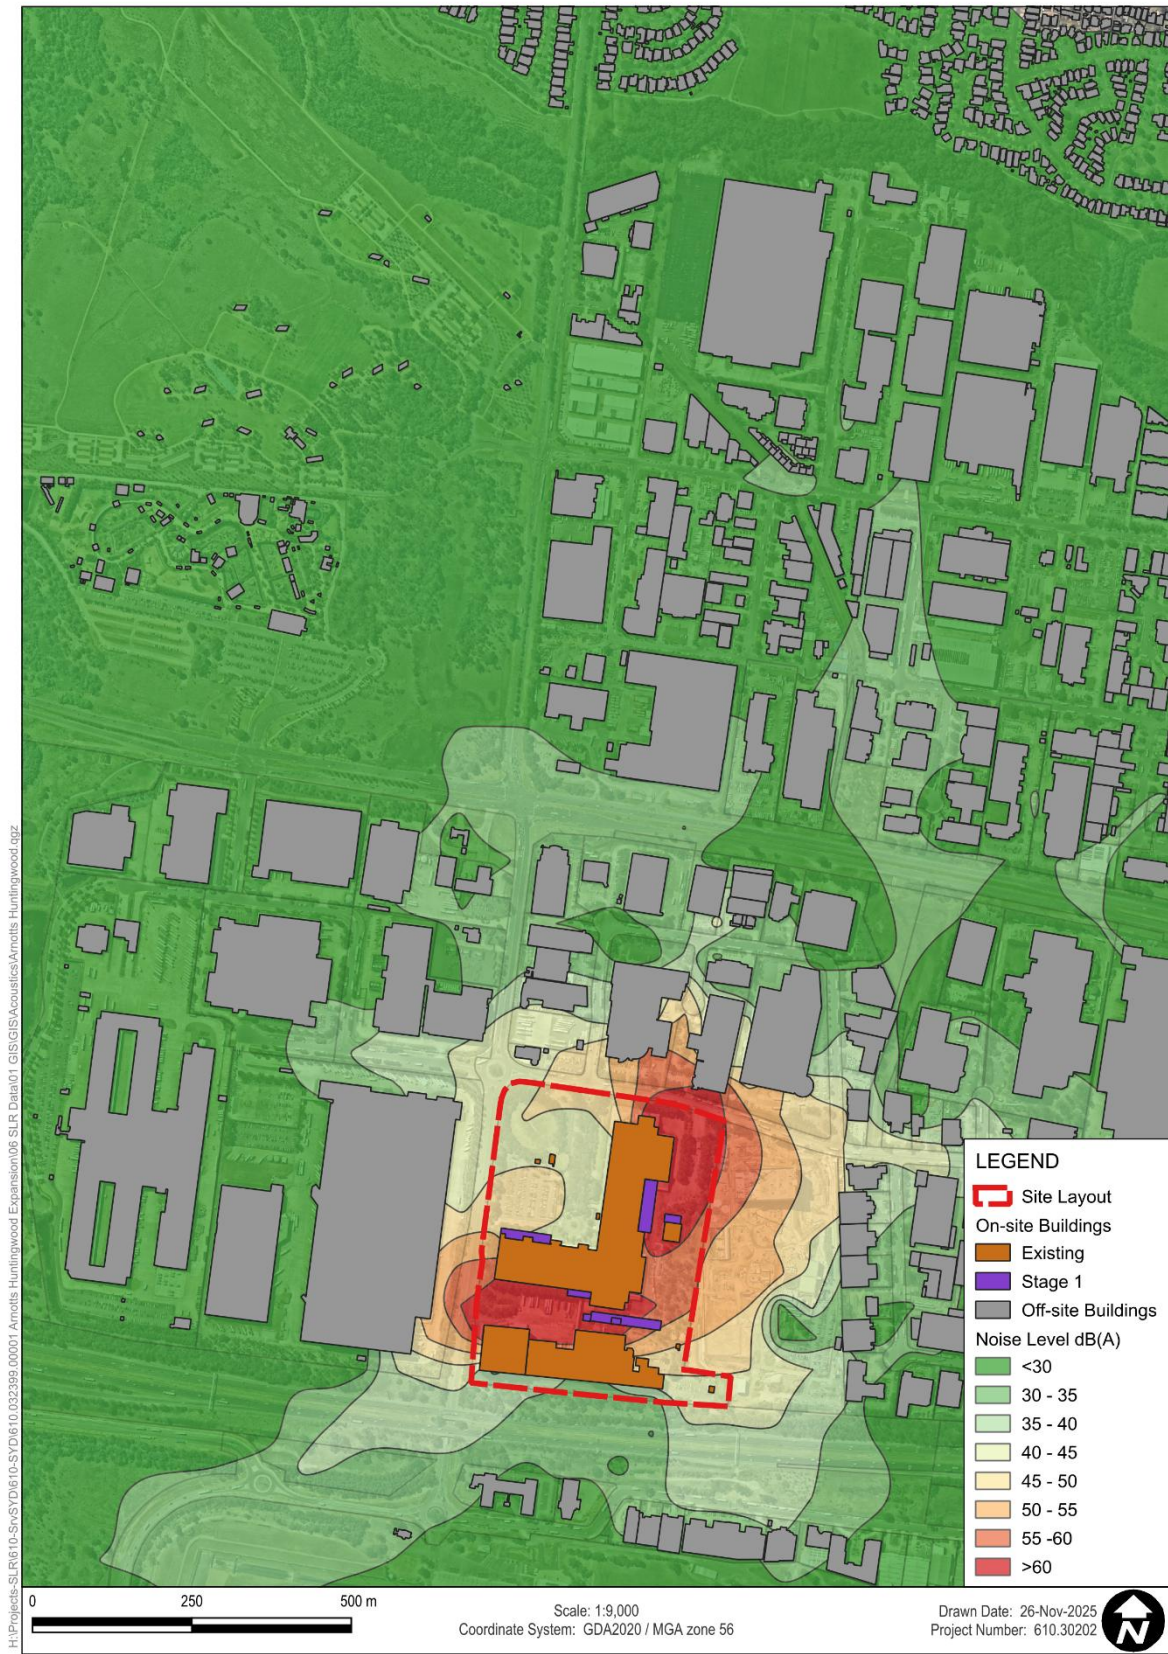 H:\Projects-SLR\610-SrvSYD\610-SYD\610.032399.00001 Arnotts Huntingwood Expansion\06 SLR Data\01 GIS\GIS\Acoustics\Arnotts Huntingwood.qgz
LEGEND
Site Layout
On-site Buildings
Existing
Stage 1
Off-site Buildings
Noise Level dB(A)
<30
30 - 35
35 - 40
40 - 45
45 - 50
50 - 55
55 -60
>60
0 250 500 m
Scale: 1:9,000
Coordinate System: GDA2020 / MGA zone 56
Drawn Date: 26-Nov-2025
Project Number: 610.30202
N